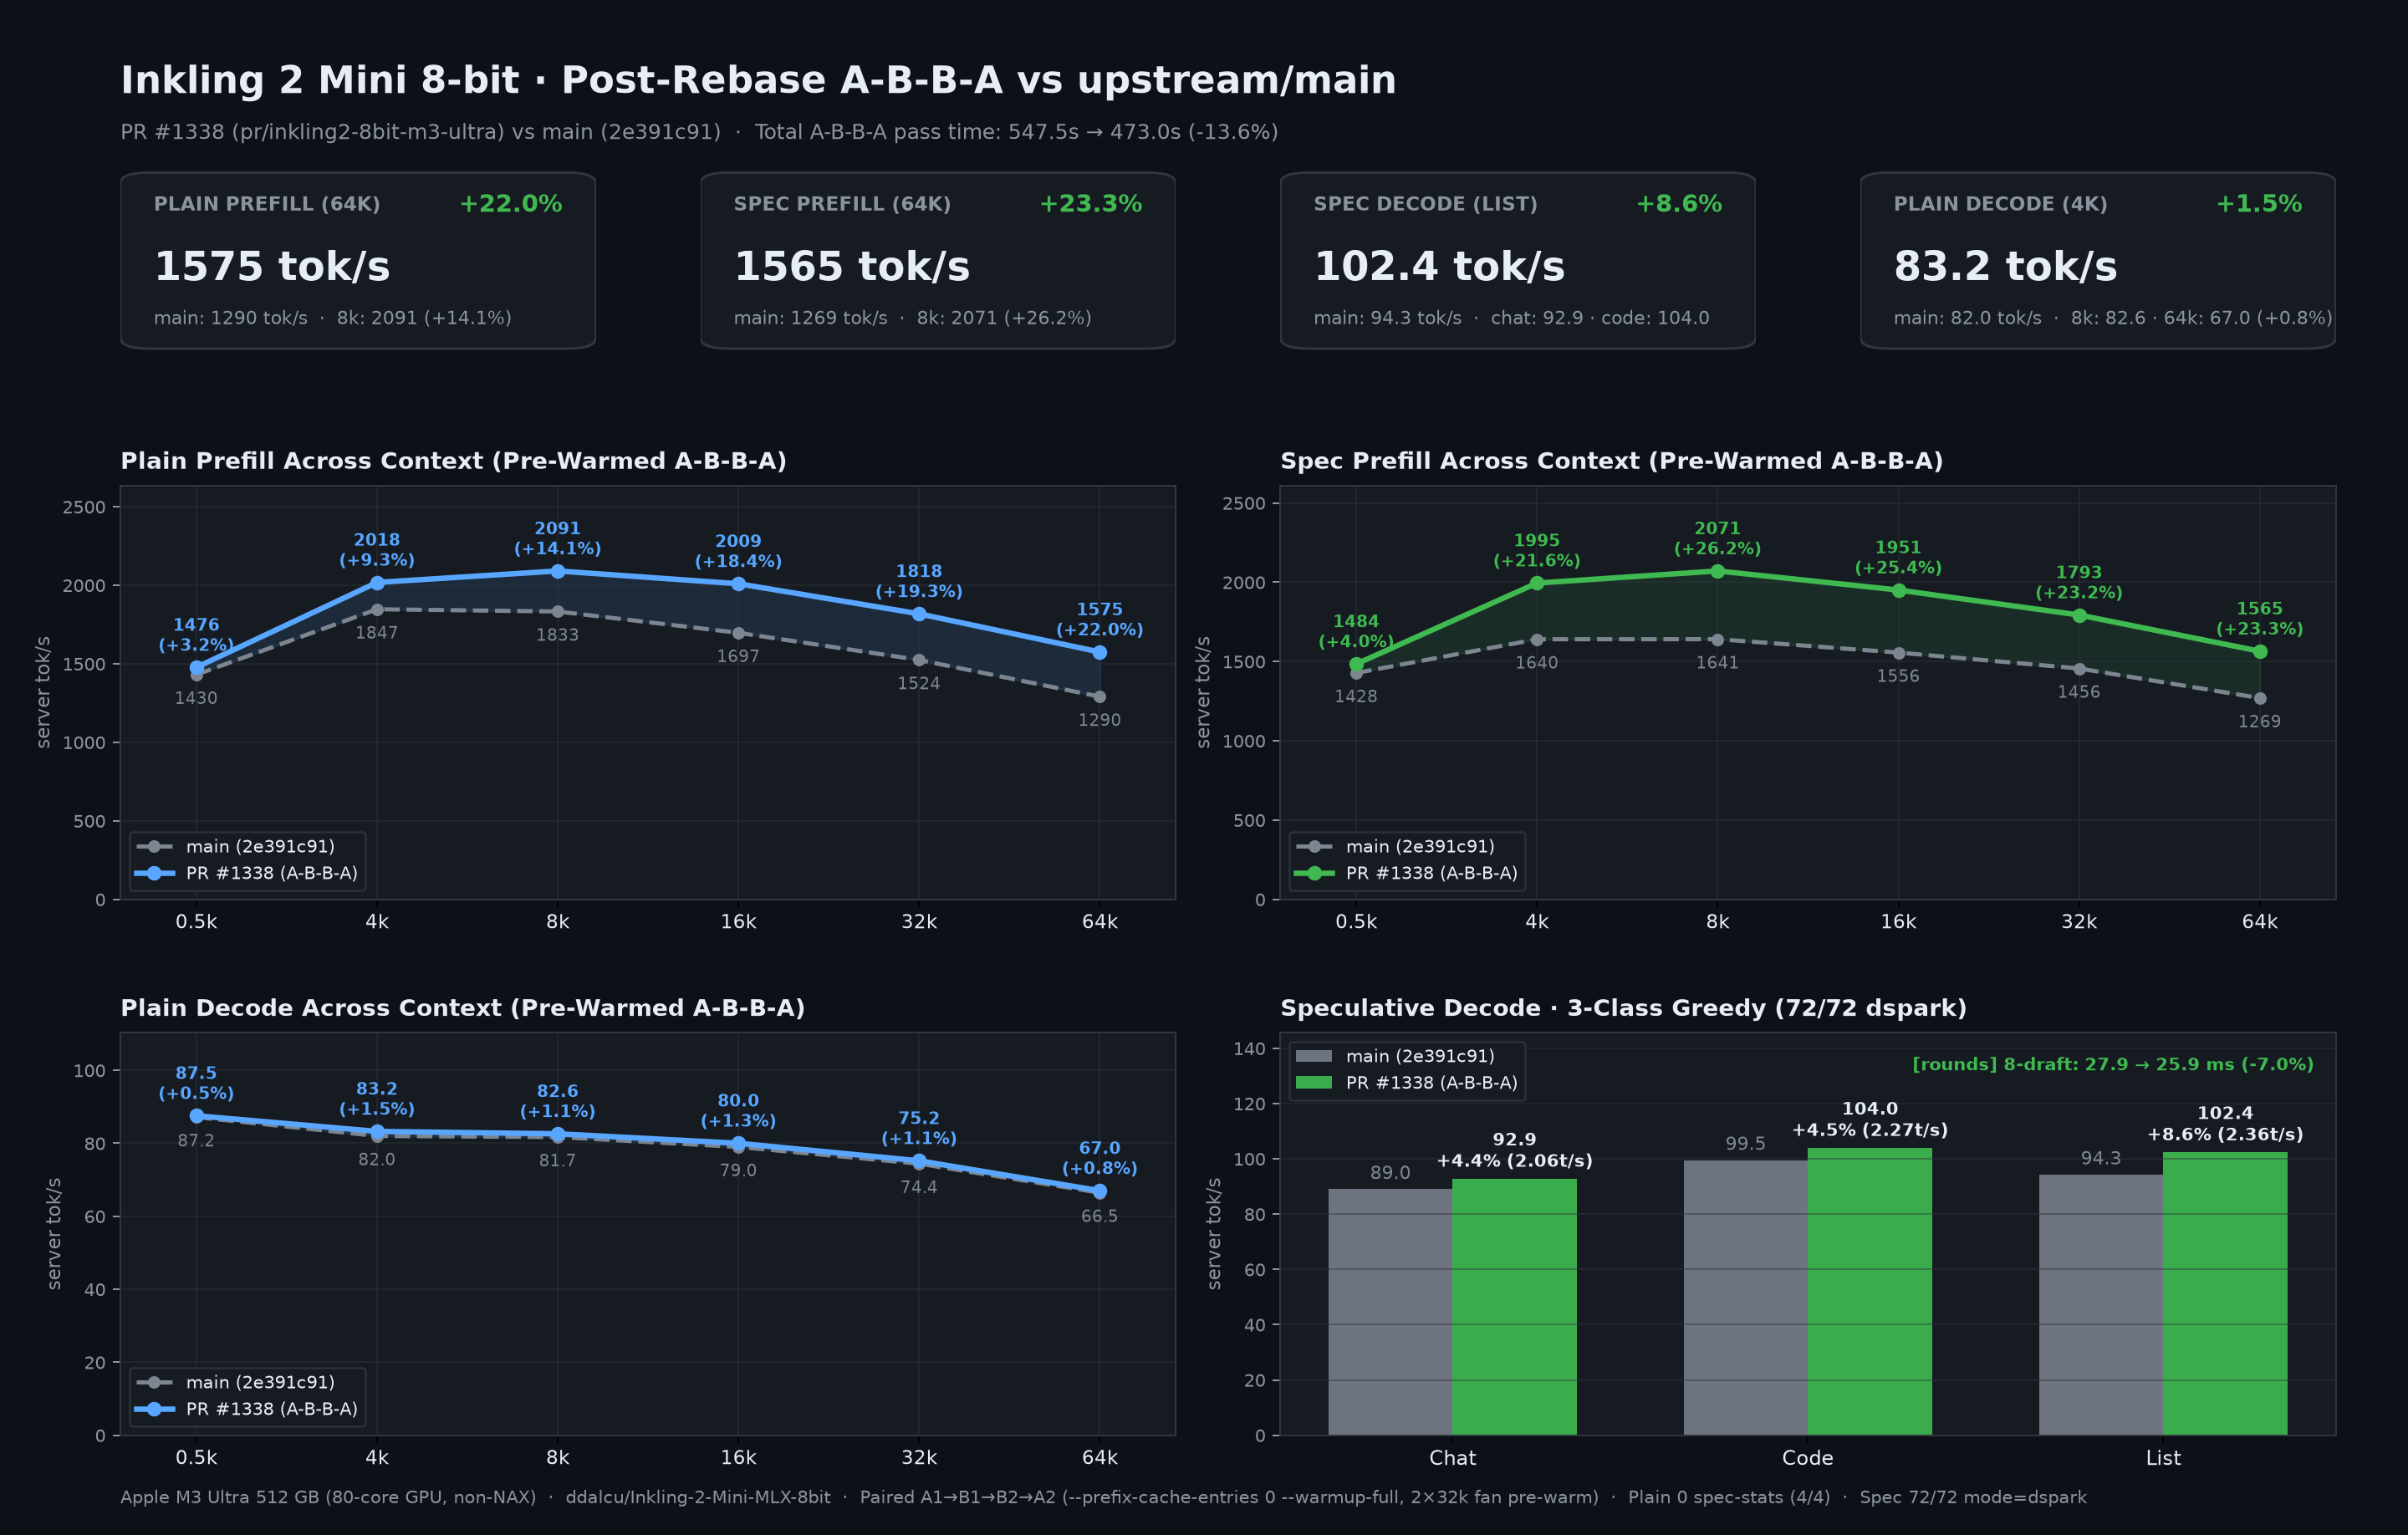 Inkling 2 Mini 8-bit · Post-Rebase A-B-B-A vs upstream/main
PR #1338 (pr/inkling2-8bit-m3-ultra) vs main (2e391c91) · Total A-B-B-A pass time: 547.5s → 473.0s (-13.6%)
PLAIN PREFILL (64K) +22.0%
1575 tok/s
main: 1290 tok/s · 8k: 2091 (+14.1%)
SPEC PREFILL (64K) +23.3%
1565 tok/s
main: 1269 tok/s · 8k: 2071 (+26.2%)
SPEC DECODE (LIST) +8.6%
102.4 tok/s
main: 94.3 tok/s · chat: 92.9 · code: 104.0
PLAIN DECODE (4K) +1.5%
83.2 tok/s
main: 82.0 tok/s · 8k: 82.6 · 64k: 67.0 (+0.8%)
Plain Prefill Across Context (Pre-Warmed A-B-B-A)
server tok/s
2500
2000
1500
1000
500
0
1476
(+3.2%)
2018
(+9.3%)
2091
(+14.1%)
2009
(+18.4%)
1818
(+19.3%)
1575
(+22.0%)
1430
1847
1833
1697
1524
1290
main (2e391c91)
PR #1338 (A-B-B-A)
0.5k 4k 8k 16k 32k 64k
Spec Prefill Across Context (Pre-Warmed A-B-B-A)
server tok/s
2500
2000
1500
1000
500
0
1484
(+4.0%)
1995
(+21.6%)
2071
(+26.2%)
1951
(+25.4%)
1793
(+23.2%)
1565
(+23.3%)
1428
1640
1641
1556
1456
1269
main (2e391c91)
PR #1338 (A-B-B-A)
0.5k 4k 8k 16k 32k 64k
Plain Decode Across Context (Pre-Warmed A-B-B-A)
server tok/s
100
80
60
40
20
0
87.5
(+0.5%)
83.2
(+1.5%)
82.6
(+1.1%)
80.0
(+1.3%)
75.2
(+1.1%)
67.0
(+0.8%)
87.2
82.0
81.7
79.0
74.4
66.5
main (2e391c91)
PR #1338 (A-B-B-A)
0.5k 4k 8k 16k 32k 64k
Speculative Decode · 3-Class Greedy (72/72 dspark)
server tok/s
140
120
100
80
60
40
20
0
main (2e391c91)
PR #1338 (A-B-B-A)
[rounds] 8-draft: 27.9 → 25.9 ms (-7.0%)
89.0
92.9
+4.4% (2.06t/s)
99.5
104.0
+4.5% (2.27t/s)
94.3
102.4
+8.6% (2.36t/s)
Chat Code List
Apple M3 Ultra 512 GB (80-core GPU, non-NAX) · ddalcu/Inkling-2-Mini-MLX-8bit · Paired A1→B1→B2→A2 (--prefix-cache-entries 0 --warmup-full, 2×32k fan pre-warm) · Plain 0 spec-stats (4/4) · Spec 72/72 mode=dspark